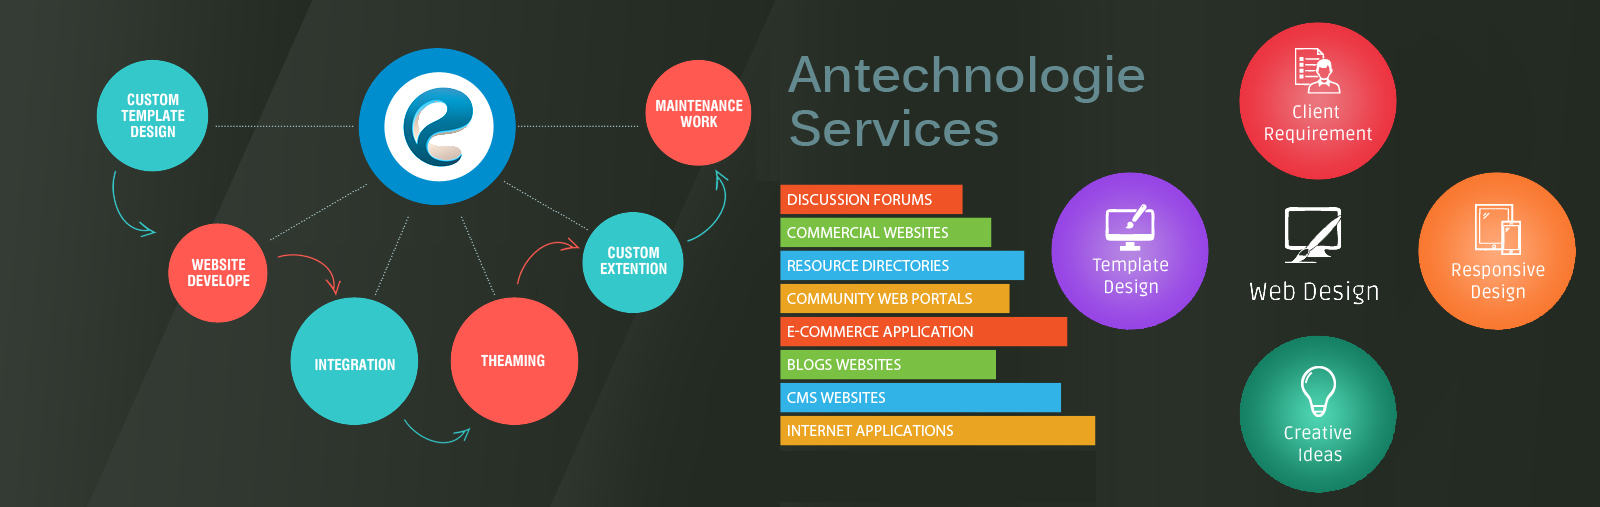 CUSTOM
TEMPLATE
DESIGN
WEBSITE
DEVELOPE
INTEGRATION
THEAMING
CUSTOM
EXTENTION
MAINTENANCE
WORK
Antechnologie
Services
DISCUSSION FORUMS
COMMERCIAL WEBSITES
RESOURCE DIRECTORIES
COMMUNITY WEB PORTALS
E-COMMERCE APPLICATION
BLOGS WEBSITES
CMS WEBSITES
INTERNET APPLICATIONS
Client
Requirement
Template
Design
Web Design
Responsive
Design
Creative
Ideas